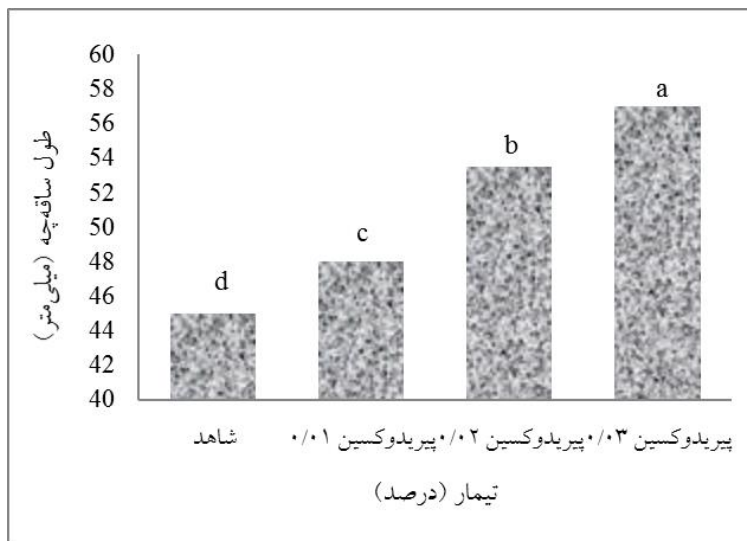 60
58
56
54
52
50
48
46
44
42
40
طول ساقه‌چه (میلی‌متر)
d
c
b
a
شاهد
پیریدوکسین ۰/۰۱
پیریدوکسین ۰/۰۲
پیریدوکسین ۰/۰۳
تیمار (درصد)